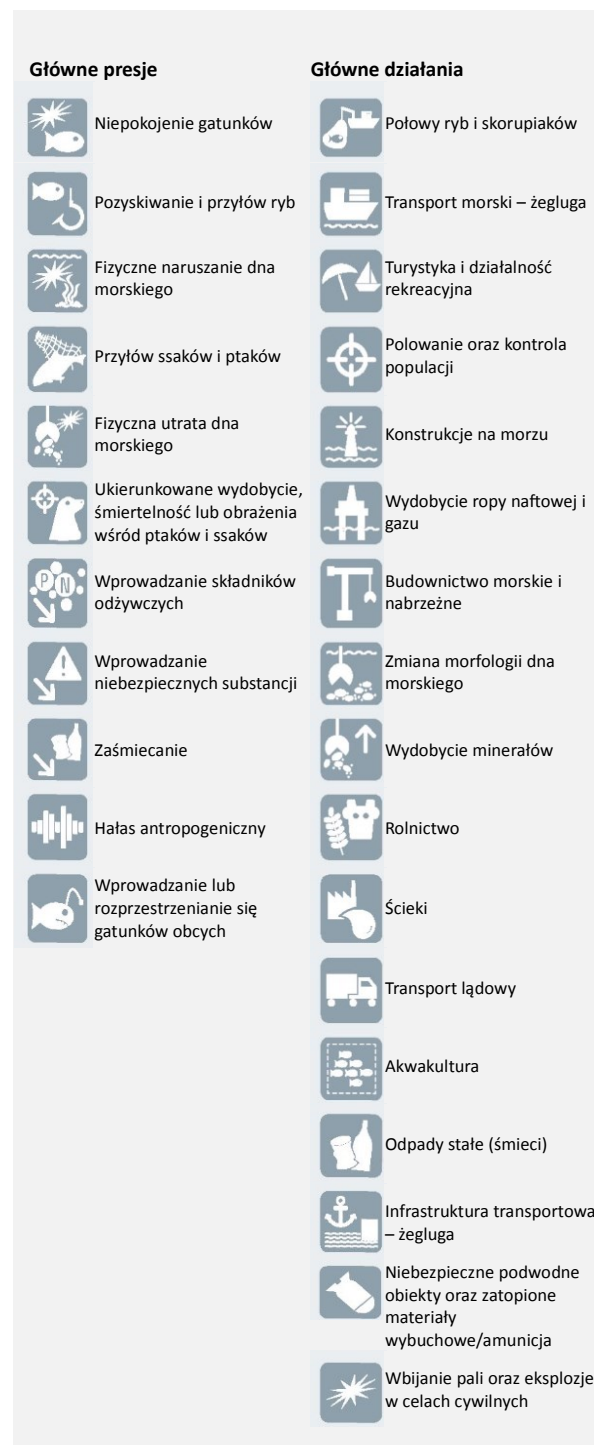 Główne presje
Niepokojenie gatunków
Pozyskiwanie i przyłów ryb
Fizyczne naruszanie dna
morskiego
Przyłów ssaków i ptaków
Fizyczna utrata dna
morskiego
Ukierunkowane wydobycie,
śmiertelność lub obrażenia
wśród ptaków i ssaków
P N
Wprowadzanie składników
odżywczych
Wprowadzanie
niebezpiecznych substancji
Zaśmiecanie
Hałas antropogeniczny
Wprowadzanie lub
rozprzestrzenianie się
gatunków obcych
Główne działania
Połowy ryb i skorupiaków
Transport morski – żegluga
Turystyka i działalność
rekreacyjna
Polowanie oraz kontrola
populacji
Konstrukcje na morzu
Wydobycie ropy naftowej i
gazu
Budownictwo morskie i
nabrzeżne
Zmiana morfologii dna
morskiego
Wydobycie minerałów
Rolnictwo
Ścieki
Transport lądowy
Akwakultura
Odpady stałe (śmieci)
Infrastruktura transportowa
– żegluga
Niebezpieczne podwodne
obiekty oraz zatopione
materiały
wybuchowe/amunicja
Wbijanie pali oraz eksplozje
w celach cywilnych